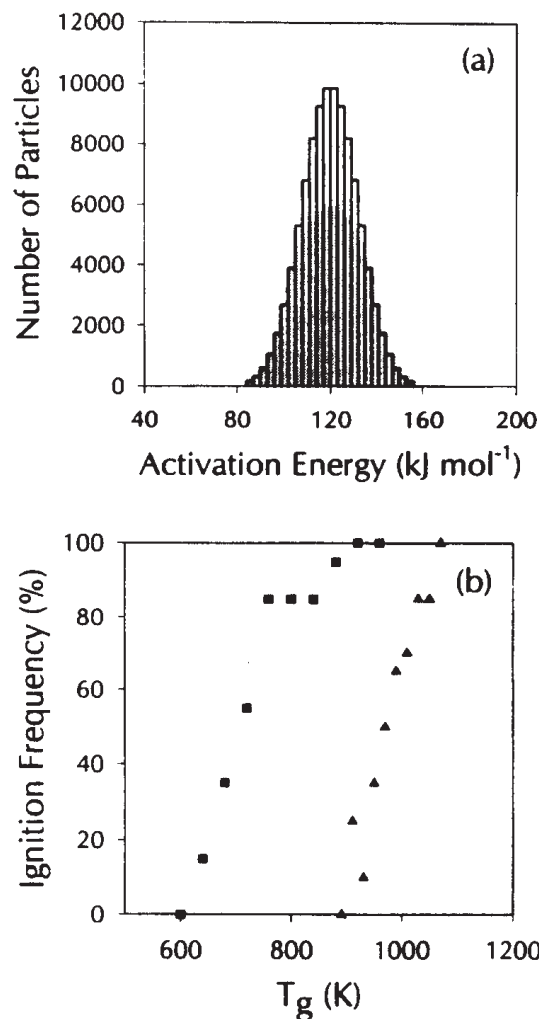 12000
(a)
10000
8000
6000
4000
2000
0
Number of Particles
40 80 120 160 200
Activation Energy (kJ mol⁻¹)
100
(b)
80
60
40
20
0
Ignition Frequency (%)
600 800 1000 1200
Tg (K)